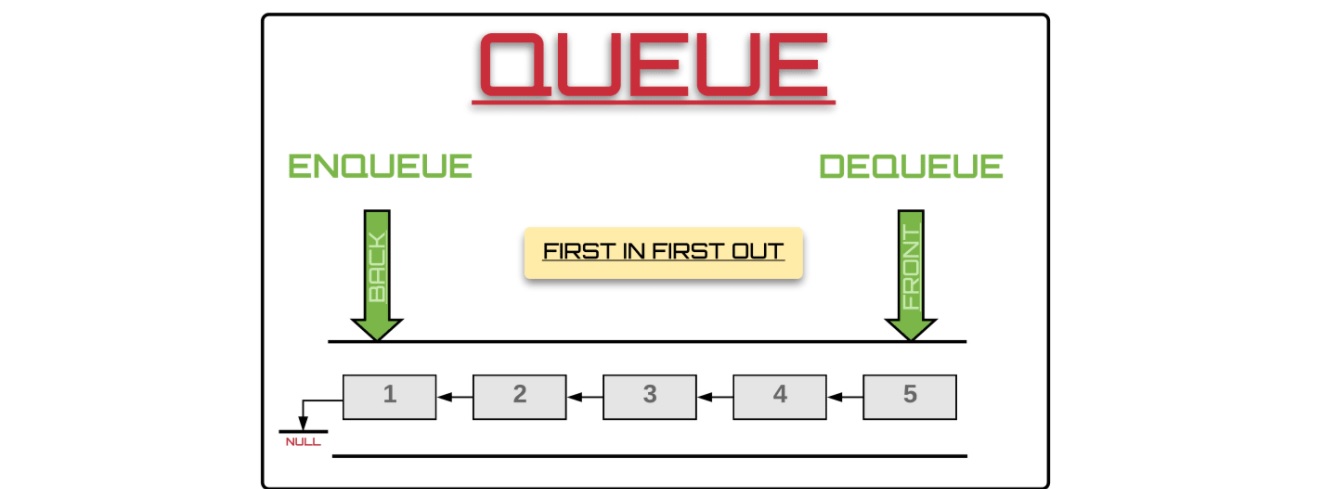 QUEUE
ENQUEUE
DEQUEUE
BACK
FIRST IN FIRST OUT
FRONT
1 2 3 4 5
NULL